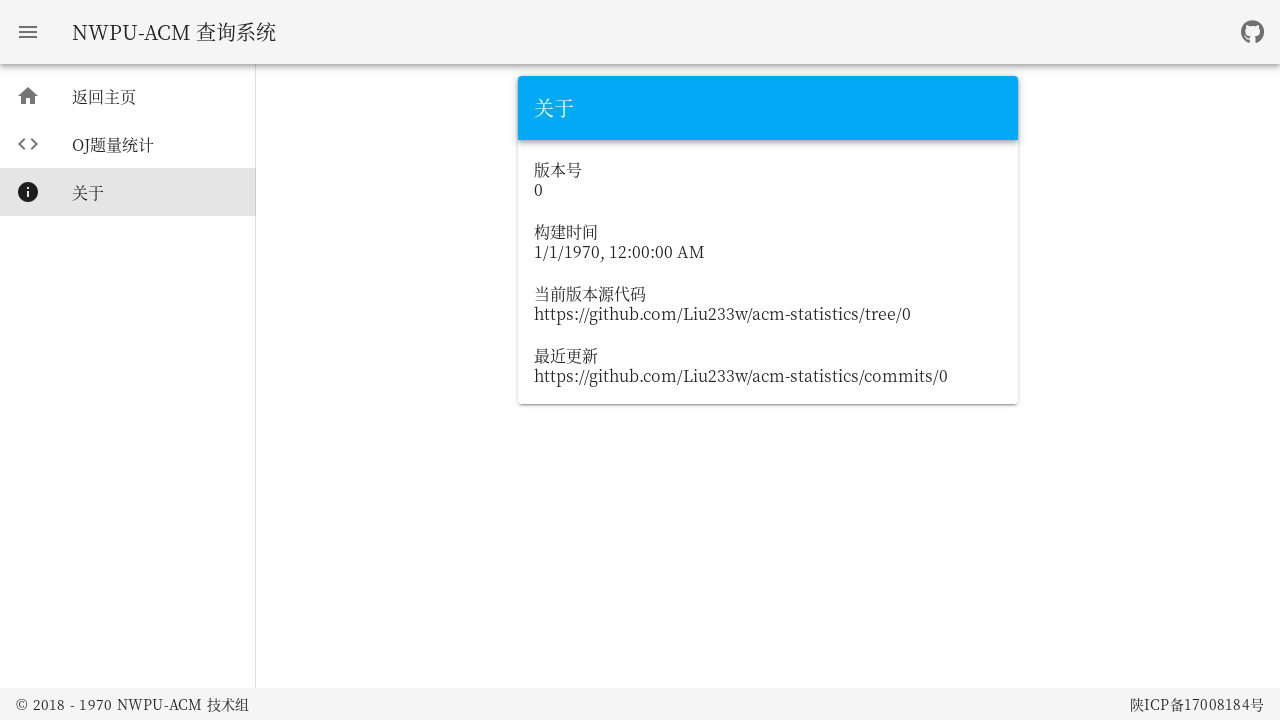 NWPU-ACM 查询系统
返回主页
OJ题量统计
关于
关于
版本号
0
构建时间
1/1/1970, 12:00:00 AM
当前版本源代码
https://github.com/Liu233w/acm-statistics/tree/0
最近更新
https://github.com/Liu233w/acm-statistics/commits/0
© 2018 - 1970 NWPU-ACM 技术组
陕ICP备17008184号